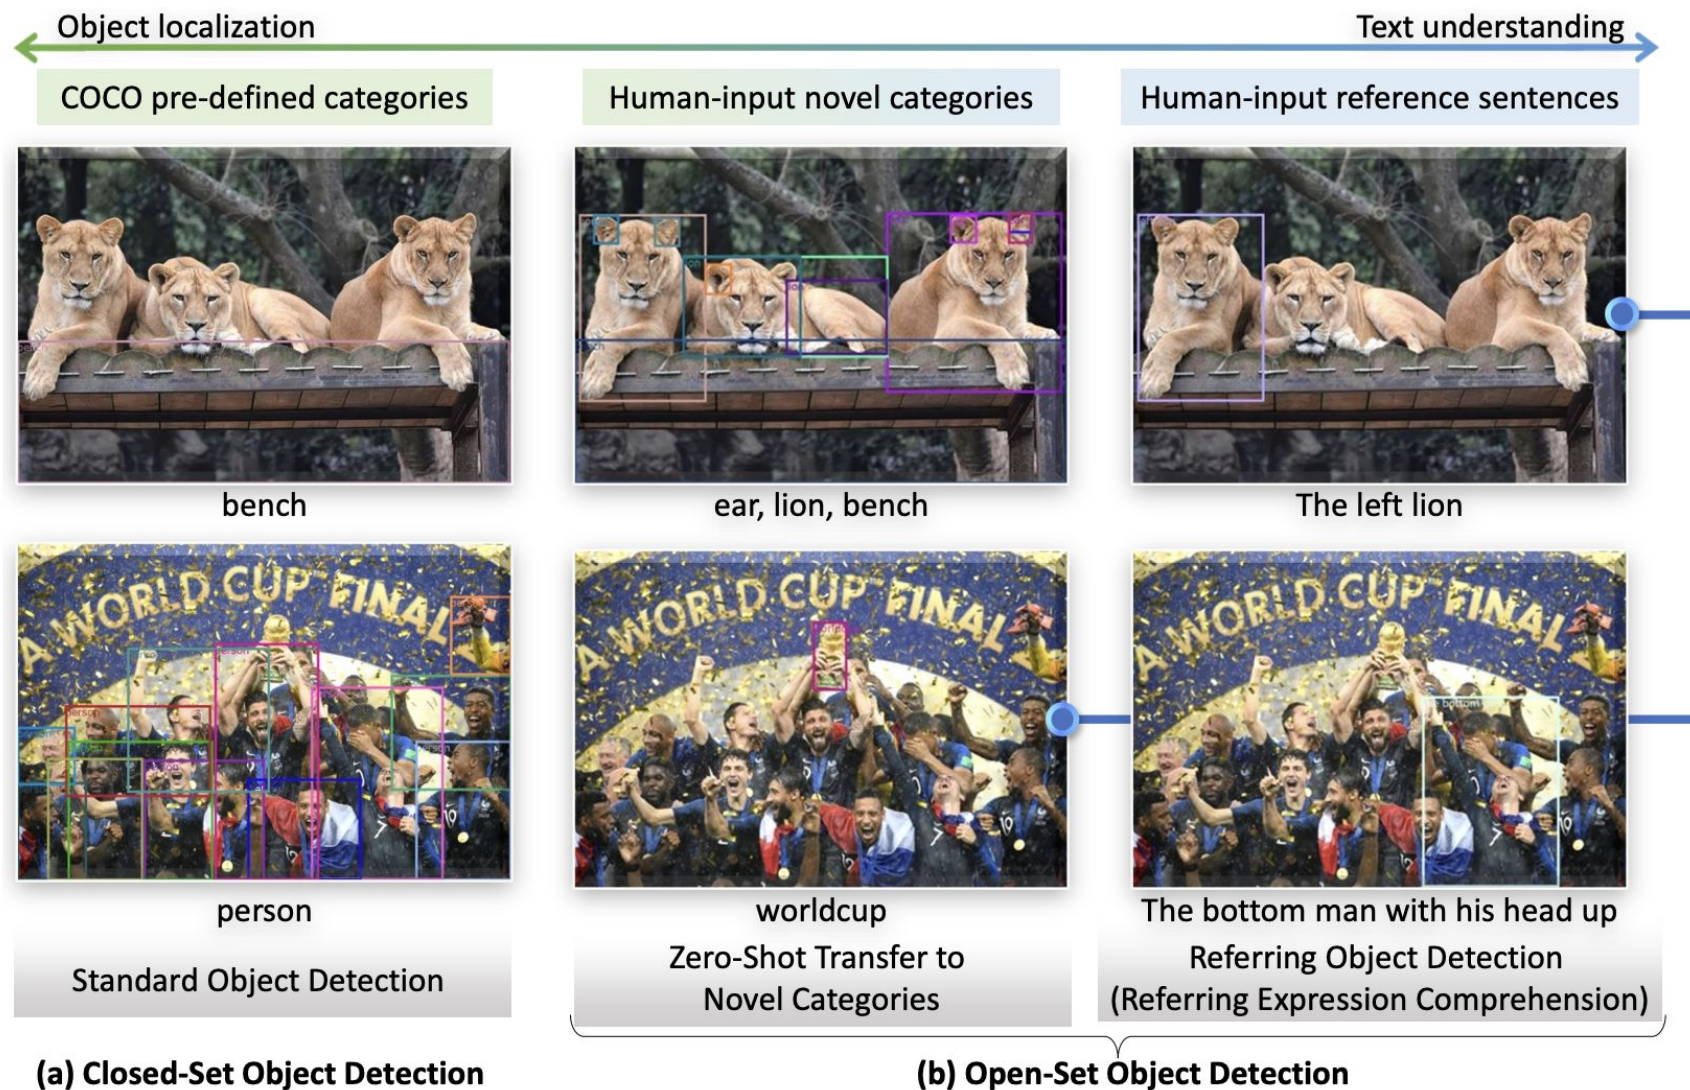 Object localization
Text understanding
COCO pre-defined categories
Human-input novel categories
Human-input reference sentences
bench
ear, lion, bench
The left lion
A WORLD CUP FINAL
A WORLD CUP FINAL
A WORLD CUP FINAL
person
worldcup
The bottom man with his head up
Standard Object Detection
Zero-Shot Transfer to
Novel Categories
Referring Object Detection
(Referring Expression Comprehension)
(a) Closed-Set Object Detection
(b) Open-Set Object Detection